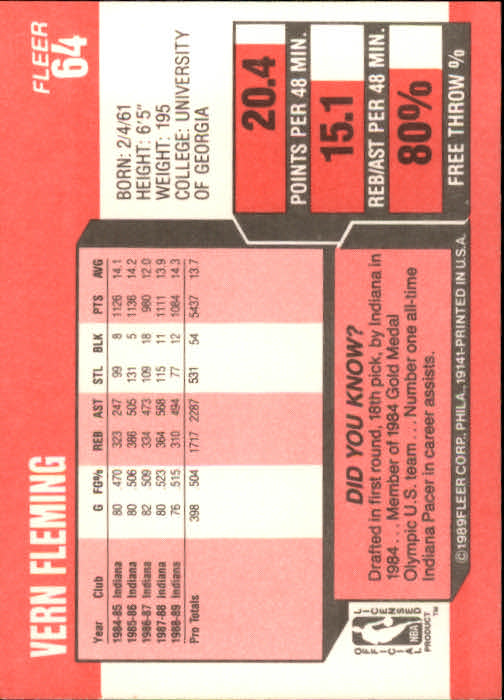 FLEER
64
VERN FLEMING
BORN: 2/4/61
HEIGHT: 6'5"
WEIGHT: 195
COLLEGE: UNIVERSITY
OF GEORGIA
20.4
POINTS PER 48 MIN.
15.1
REB/AST PER 48 MIN.
80%
FREE THROW %
Year Club G FG% REB AST STL BLK PTS AVG
1984-85 Indiana 80 .470 323 247 99 8 1126 14.1
1985-86 Indiana 80 .506 386 505 131 5 1136 14.2
1986-87 Indiana 82 .509 334 473 109 18 980 12.0
1987-88 Indiana 80 .523 364 568 115 11 1111 13.9
1988-89 Indiana 76 .515 310 494 77 12 1084 14.3
Pro Totals 398 .504 1717 2287 531 54 5437 13.7
DID YOU KNOW?
Drafted in first round, 18th pick, by Indiana in
1984 . . . Member of 1984 Gold Medal
Olympic U.S. team . . . Number one all-time
Indiana Pacer in career assists.
OFFICIAL LICENSED
NBA
PRODUCT™
©1989 FLEER CORP., PHILA., 19141-PRINTED IN U.S.A.